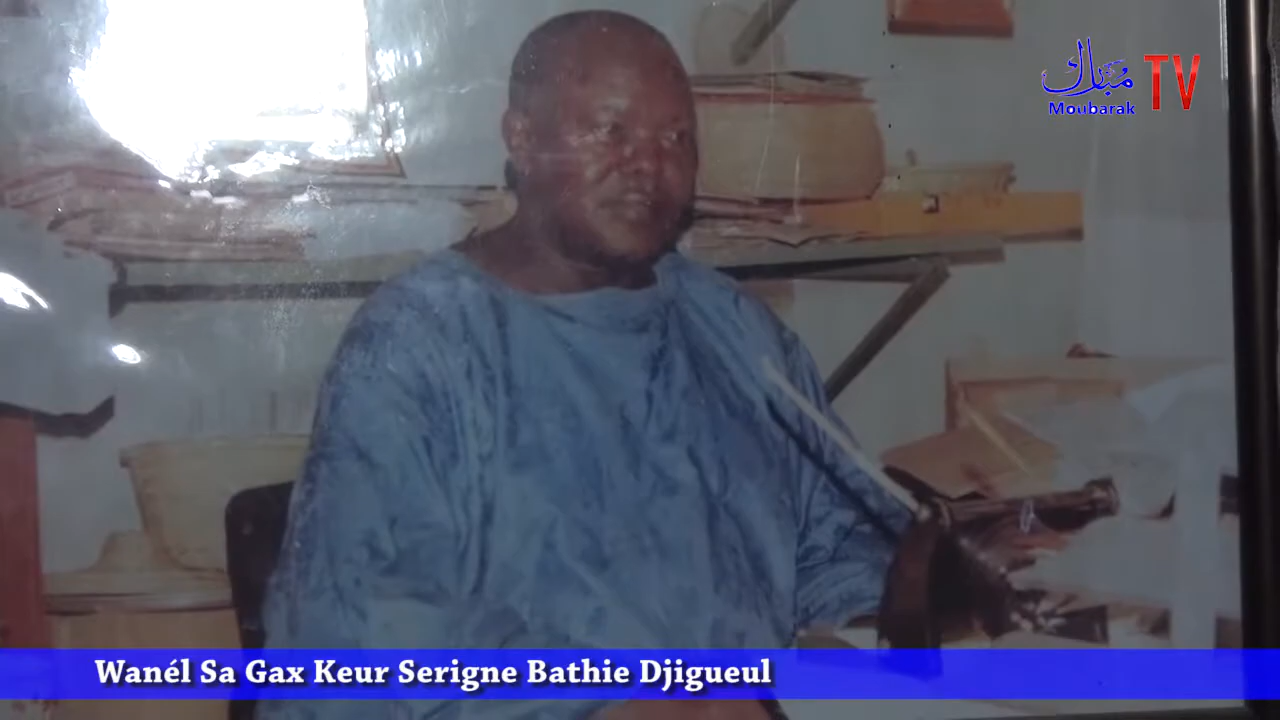 مبارك TV
Moubarak
Wanél Sa Gax Keur Serigne Bathie Djigueul